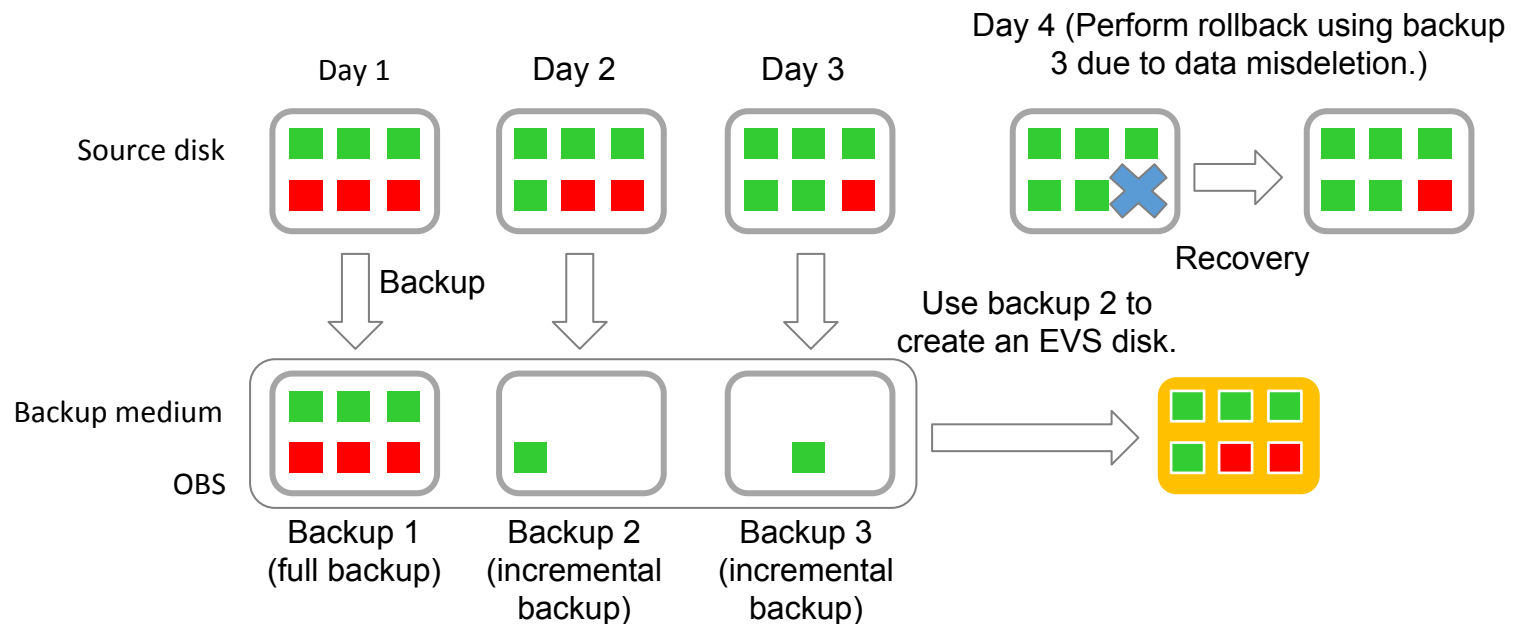 Day 4 (Perform rollback using backup
3 due to data misdeletion.)
Day 1
Day 2
Day 3
Source disk
Backup
Recovery
Use backup 2 to
create an EVS disk.
Backup medium
OBS
Backup 1
(full backup)
Backup 2
(incremental
backup)
Backup 3
(incremental
backup)